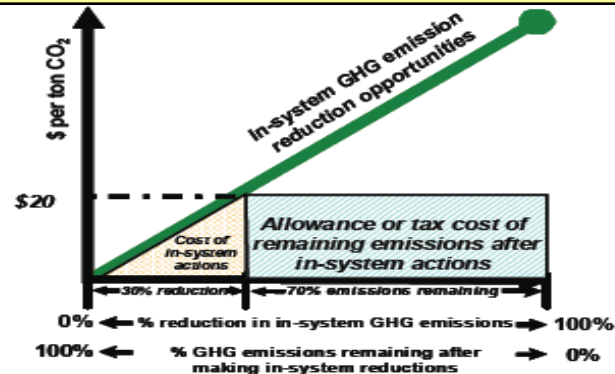 $ per ton CO₂
In-system GHG emission
reduction opportunities
$20
Cost of
in-system
actions
Allowance or tax cost of
remaining emissions after
in-system actions
30% reduction
70% emissions remaining
0% % reduction in in-system GHG emissions 100%
100% % GHG emissions remaining after 0%
making in-system reductions